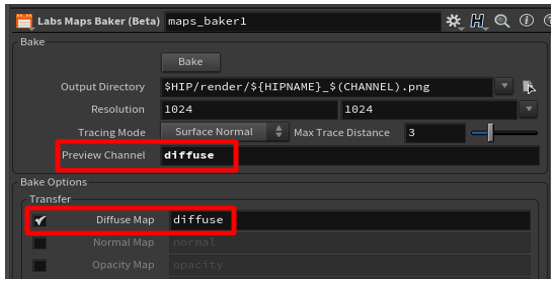 Labs Maps Baker (Beta) maps_baker1
Bake
Bake
Output Directory $HIP/render/${HIPNAME}_$(CHANNEL).png
Resolution 1024 1024
Tracing Mode Surface Normal Max Trace Distance 3
Preview Channel diffuse
Bake Options
Transfer
Diffuse Map diffuse
Normal Map normal
Opacity Map opacity